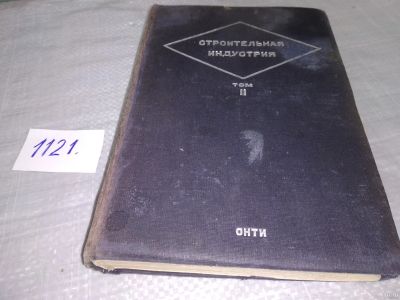 СТРОИТЕЛЬНАЯ
ИНДУСТРИЯ
ТОМ
II
1121.
ОНТИ